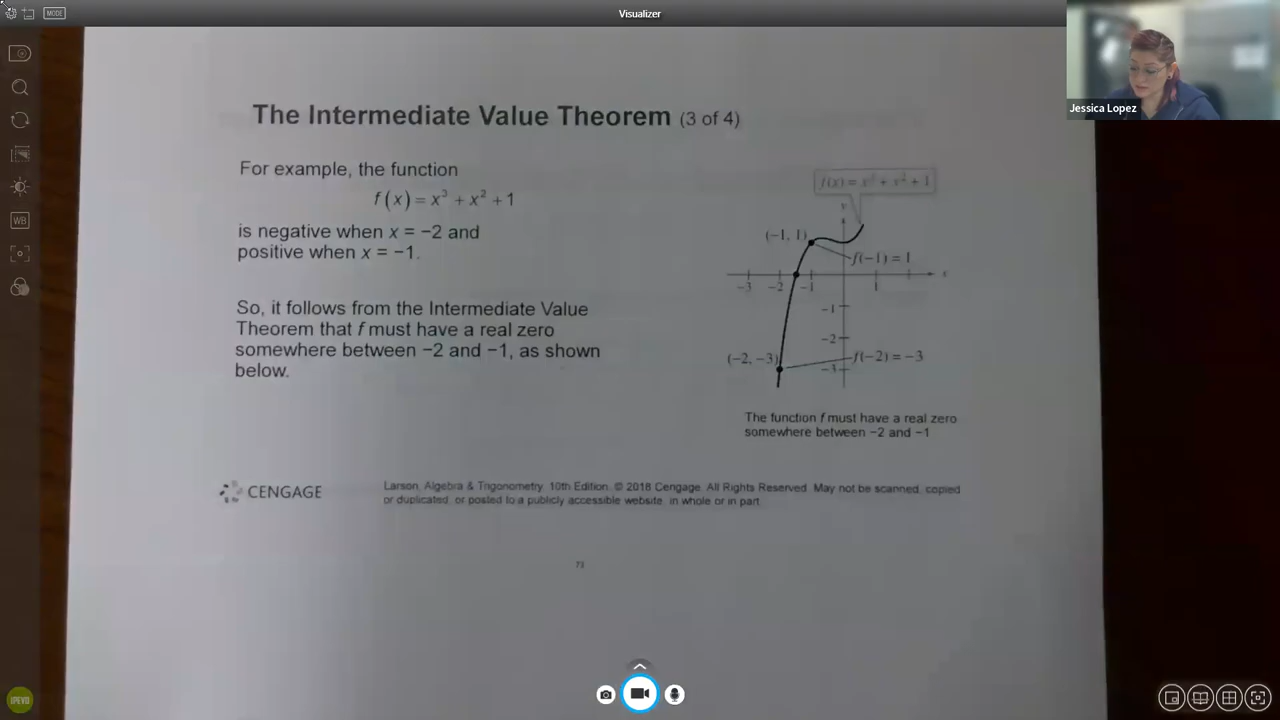 MODE
Visualizer
Jessica Lopez
The Intermediate Value Theorem (3 of 4)
For example, the function
f(x) = x³ + x² + 1
is negative when x = −2 and
positive when x = −1.
So, it follows from the Intermediate Value
Theorem that f must have a real zero
somewhere between −2 and −1, as shown
below.
f(x) = x³ + x² + 1
y
(−1, 1)
f(−1) = 1
x
−3 −2 −1 1
−1
−2
(−2, −3)
f(−2) = −3
−3
The function f must have a real zero
somewhere between −2 and −1
CENGAGE
Larson, Algebra & Trigonometry, 10th Edition. © 2018 Cengage. All Rights Reserved. May not be scanned, copied
or duplicated, or posted to a publicly accessible website, in whole or in part.
73
WB
IPEVO